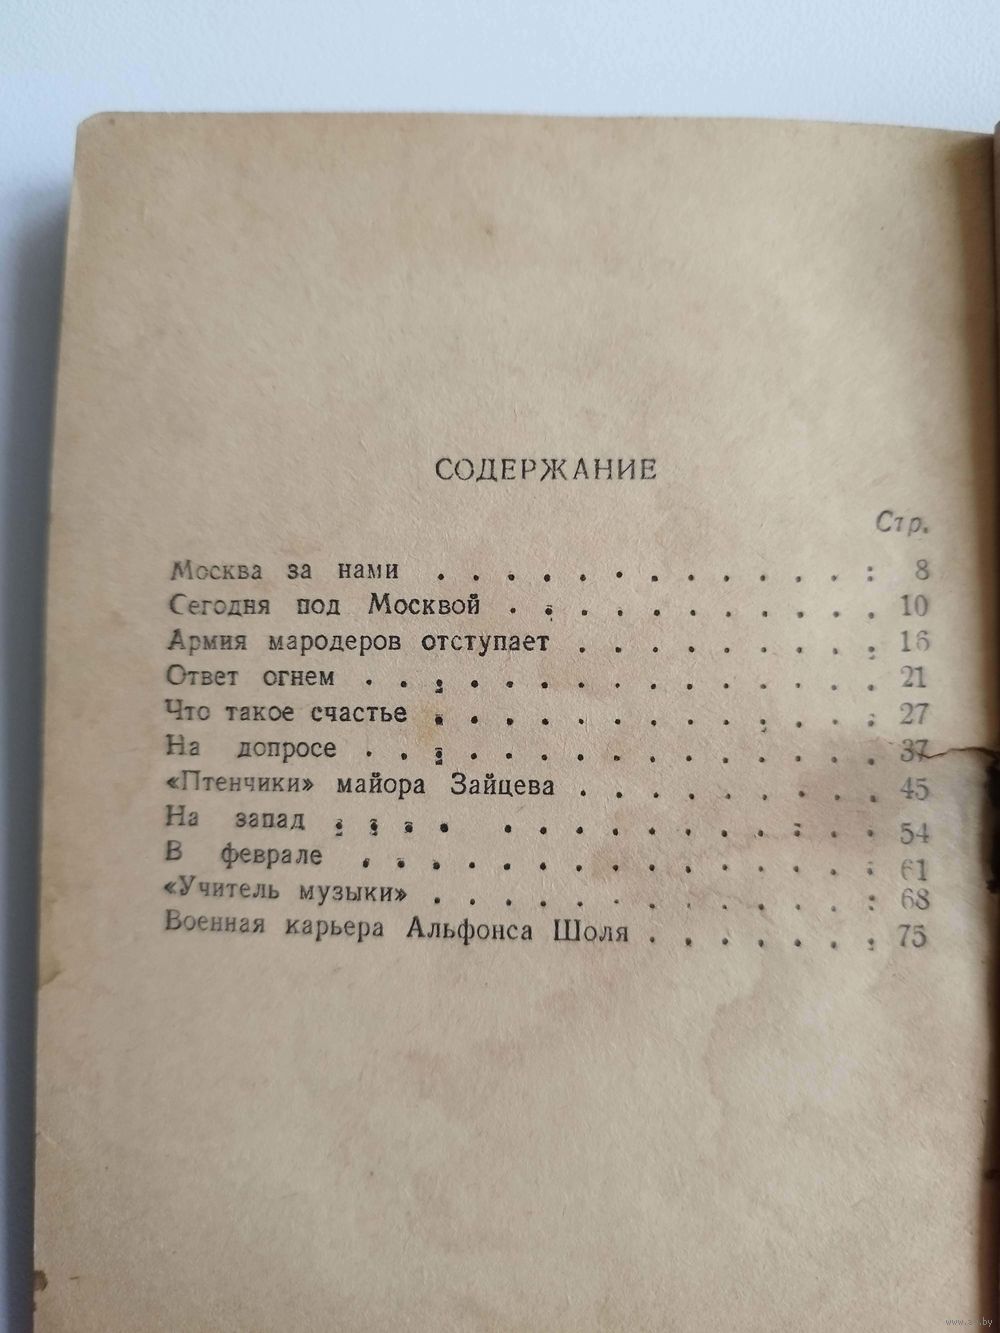 СОДЕРЖАНИЕ
Стр.
Москва за нами . . . . . . . . . . . . . 8
Сегодня под Москвой . . . . . . . . . . . 10
Армия мародеров отступает . . . . . . . . . 16
Ответ огнем . . . . . . . . . . . . . . . 21
Что такое счастье . . . . . . . . . . . . . 27
На допросе . . . . . . . . . . . . . . . 37
«Птенчики» майора Зайцева . . . . . . . . . 45
На запад . . . . . . . . . . . . . . . 54
В феврале . . . . . . . . . . . . . . . 61
«Учитель музыки» . . . . . . . . . . . . . 68
Военная карьера Альфонса Шоля . . . . . . . 75